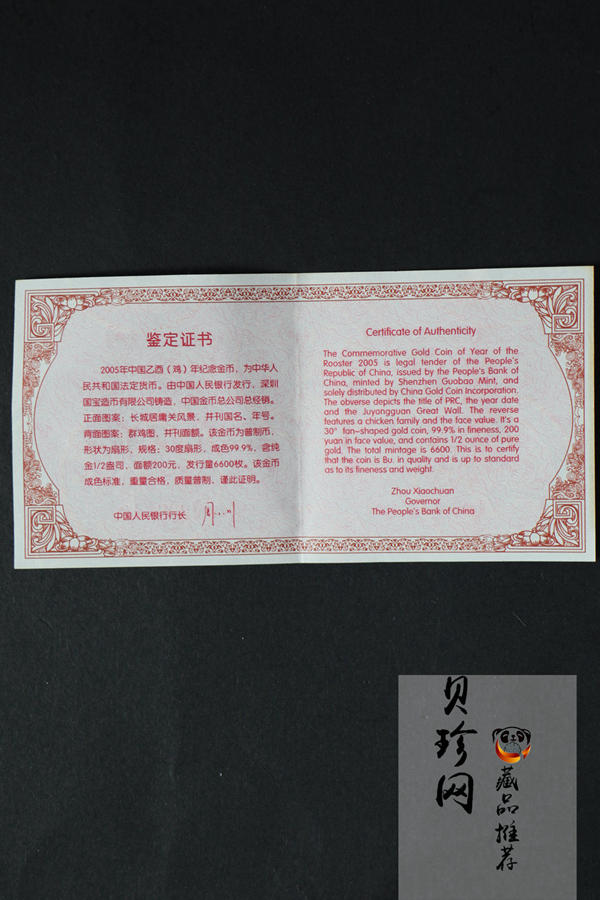 鉴定证书
2005年中国乙酉（鸡）年纪念金币，为中华人
民共和国法定货币。由中国人民银行发行，深圳
国宝造币有限公司铸造，中国金币总公司总经销。
正面图案：长城居庸关风景，并刊国名、年号。
背面图案：群鸡图，并刊面额。该金币为普制币，
形状为扇形，规格：30度扇形，成色99.9%，含纯
金1/2盎司，面额200元，发行量6600枚。该金币
成色标准，重量合格，质量普制，谨此证明。
中国人民银行行长
Certificate of Authenticity
The Commemorative Gold Coin of Year of the
Rooster 2005 is legal tender of the People's
Republic of China, issued by the People's Bank of
China, minted by Shenzhen Guobao Mint, and
solely distributed by China Gold Coin Incorporation.
The obverse depicts the title of PRC, the year date
and the Juyongguan Great Wall. The reverse
features a chicken family and the face value. It's a
30° fan-shaped gold coin, 99.9% in fineness, 200
yuan in face value, and contains 1/2 ounce of pure
gold. The total mintage is 6600. This is to certify
that the coin is Bu. in quality and is up to standard
as to its fineness and weight.
Zhou Xiaochuan
Governor
The People's Bank of China
贝珍网
藏品推荐